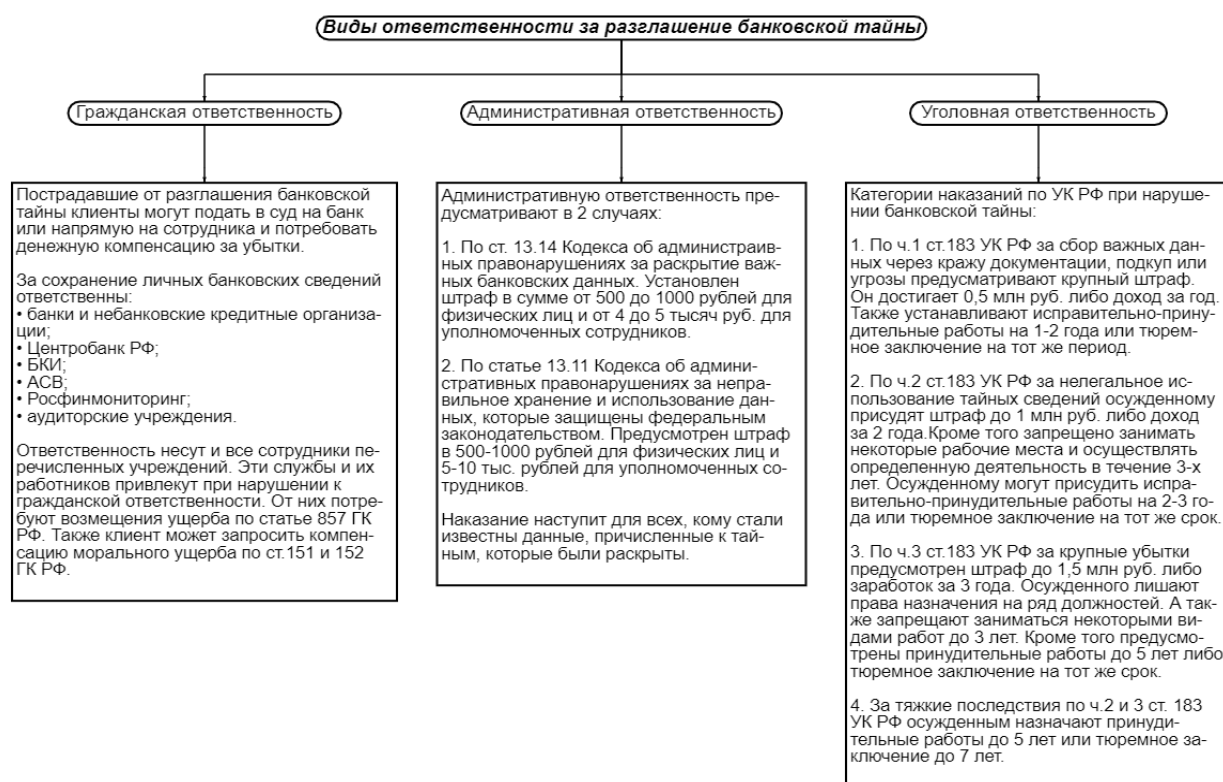 Виды ответственности за разглашение банковской тайны
Гражданская ответственность
Административная ответственность
Уголовная ответственность
Пострадавшие от разглашения банковской
тайны клиенты могут подать в суд на банк
или напрямую на сотрудника и потребовать
денежную компенсацию за убытки.
За сохранение личных банковских сведений
ответственны:
• банки и небанковские кредитные организа-
ции;
• Центробанк РФ;
• БКИ;
• АСВ;
• Росфинмониторинг;
• аудиторские учреждения.
Ответственность несут и все сотрудники пе-
речисленных учреждений. Эти службы и их
работников привлекут при нарушении к
гражданской ответственности. От них потре-
буют возмещения ущерба по статье 857 ГК
РФ. Также клиент может запросить компен-
сацию морального ущерба по ст.151 и 152
ГК РФ.
Административную ответственность пре-
дусматривают в 2 случаях:
1. По ст. 13.14 Кодекса об администраив-
ных правонарушениях за раскрытие важ-
ных банковских данных. Установлен
штраф в сумме от 500 до 1000 рублей для
физических лиц и от 4 до 5 тысяч руб. для
уполномоченных сотрудников.
2. По статье 13.11 Кодекса об админи-
стративных правонарушениях за непра-
вильное хранение и использование дан-
ных, которые защищены федеральным
законодательством. Предусмотрен штраф
в 500-1000 рублей для физических лиц и
5-10 тыс. рублей для уполномоченных со-
трудников.
Наказание наступит для всех, кому стали
известны данные, причисленные к тай-
ным, которые были раскрыты.
Категории наказаний по УК РФ при наруше-
нии банковской тайны:
1. По ч.1 ст.183 УК РФ за сбор важных дан-
ных через кражу документации, подкуп или
угрозы предусматривают крупный штраф.
Он достигает 0,5 млн руб. либо доход за год.
Также устанавливают исправительно-прину-
дительные работы на 1-2 года или тюрем-
ное заключение на тот же период.
2. По ч.2 ст.183 УК РФ за нелегальное ис-
пользование тайных сведений осужденному
присудят штраф до 1 млн руб. либо доход
за 2 года.Кроме того запрещено занимать
некоторые рабочие места и осуществлять
определенную деятельность в течение 3-х
лет. Осужденному могут присудить испра-
вительно-принудительные работы на 2-3 го-
да или тюремное заключение на тот же срок.
3. По ч.3 ст.183 УК РФ за крупные убытки
предусмотрен штраф до 1,5 млн руб. либо
заработок за 3 года. Осужденного лишают
права назначения на ряд должностей. А так-
же запрещают заниматься некоторыми ви-
дами работ до 3 лет. Кроме того предусмо-
трены принудительные работы до 5 лет либо
тюремное заключение на тот же срок.
4. За тяжкие последствия по ч.2 и 3 ст. 183
УК РФ осужденным назначают принуди-
тельные работы до 5 лет или тюремное за-
ключение до 7 лет.